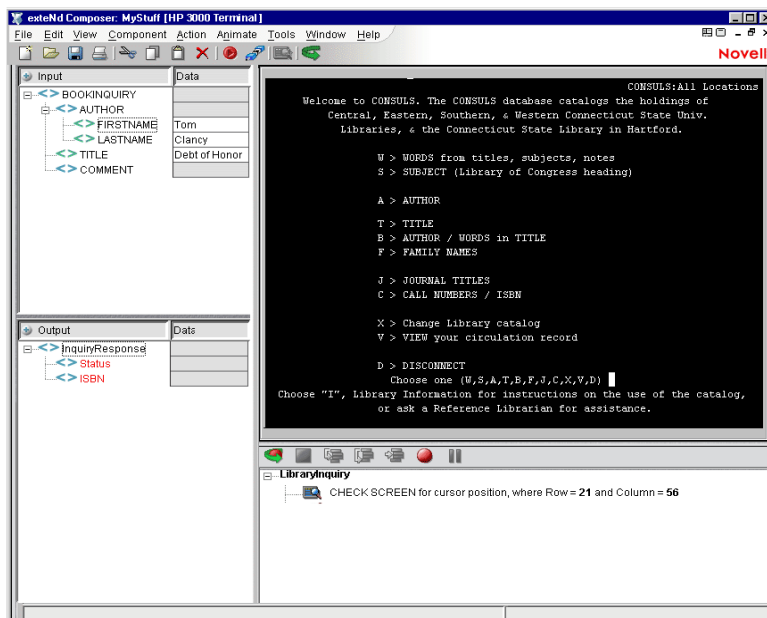 exteNd Composer: MyStuff [HP 3000 Terminal]
File Edit View Component Action Animate Tools Window Help
Novell
Input Data
BOOKINQUIRY
AUTHOR
FIRSTNAME Tom
LASTNAME Clancy
TITLE Debt of Honor
COMMENT
Output Data
InquiryResponse
Status
ISBN
CONSULS:All Locations
Welcome to CONSULS. The CONSULS database catalogs the holdings of
Central, Eastern, Southern, & Western Connecticut State Univ.
Libraries, & the Connecticut State Library in Hartford.
W > WORDS from titles, subjects, notes
S > SUBJECT (Library of Congress heading)
A > AUTHOR
T > TITLE
B > AUTHOR / WORDS in TITLE
F > FAMILY NAMES
J > JOURNAL TITLES
C > CALL NUMBERS / ISBN
X > Change Library catalog
V > VIEW your circulation record
D > DISCONNECT
Choose one (W,S,A,T,B,F,J,C,X,V,D)
Choose "I", Library Information for instructions on the use of the catalog,
or ask a Reference Librarian for assistance.
LibraryInquiry
CHECK SCREEN for cursor position, where Row = 21 and Column = 56